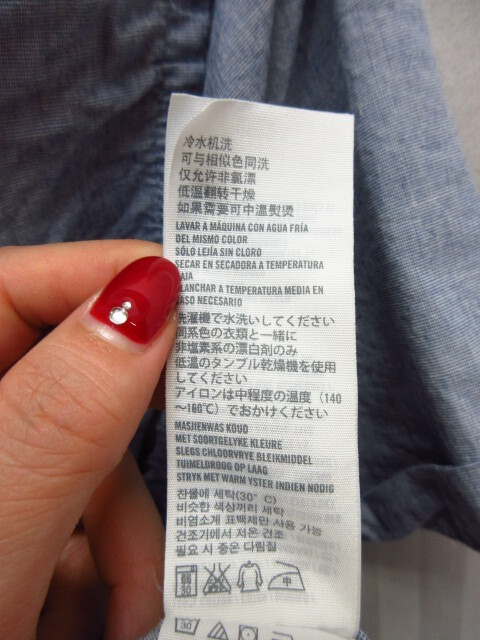 冷水机洗
可与相似色同洗
仅允许非氯漂
低温翻转干燥
如果需要可中溫熨烫
LAVAR A MÁQUINA CON AGUA FRÍA
DEL MISMO COLOR
SÓLO LEJÍA SIN CLORO
SECAR EN SECADORA A TEMPERATURA
AJA
LANCHAR A TEMPERATURA MEDIA EN
ASO NECESARIO
洗濯機で水洗いしてください
同系色の衣類と一緒に
非塩素系の漂白剤のみ
低温のタンブル乾燥機を使用
してください
アイロンは中程度の温度（140
～160℃）でおかけください
MASJIENWAS KOUD
MET SOORTGELYKE KLEURE
SLEGS CHLOORVRYE BLEIKMIDDEL
TUIMELDROOG OP LAAG
STRYK MET WARM YSTER INDIEN NODIG
찬물에 세탁(30° C)
비슷한 색상끼리 세탁
비염소계 표백제만 사용 가능
건조기에서 저온 건조
필요 시 중온 다림질
30
中
30